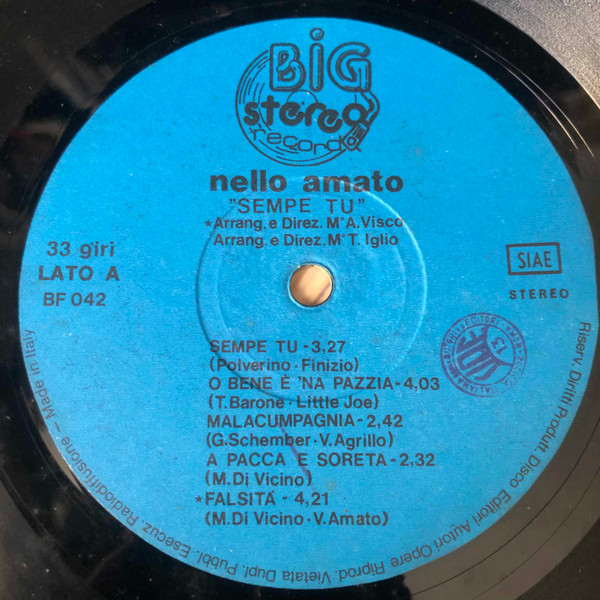 BIG
stereo
record
nello amato
"SEMPE TU"
*Arrang. e Direz. M° A. Visco
Arrang. e Direz. M° T. Iglio
33 giri
LATO A
BF 042
SIAE
STEREO
SEMPE TU - 3,27
(Polverino - Finizio)
O BENE È 'NA PAZZIA - 4,03
(T. Barone - Little Joe)
MALACUMPAGNIA - 2,42
(G. Schember - V. Agrillo)
A PACCA E SORETA - 2,32
(M. Di Vicino)
*FALSITÀ - 4,21
(M. Di Vicino - V. Amato)
Riserv. Diritti Produtt. Disco Editori Autori Opere Riprod. Vietata Dupl. Pubbl. Esecuz. Radiodiffusione - Made in Italy
13